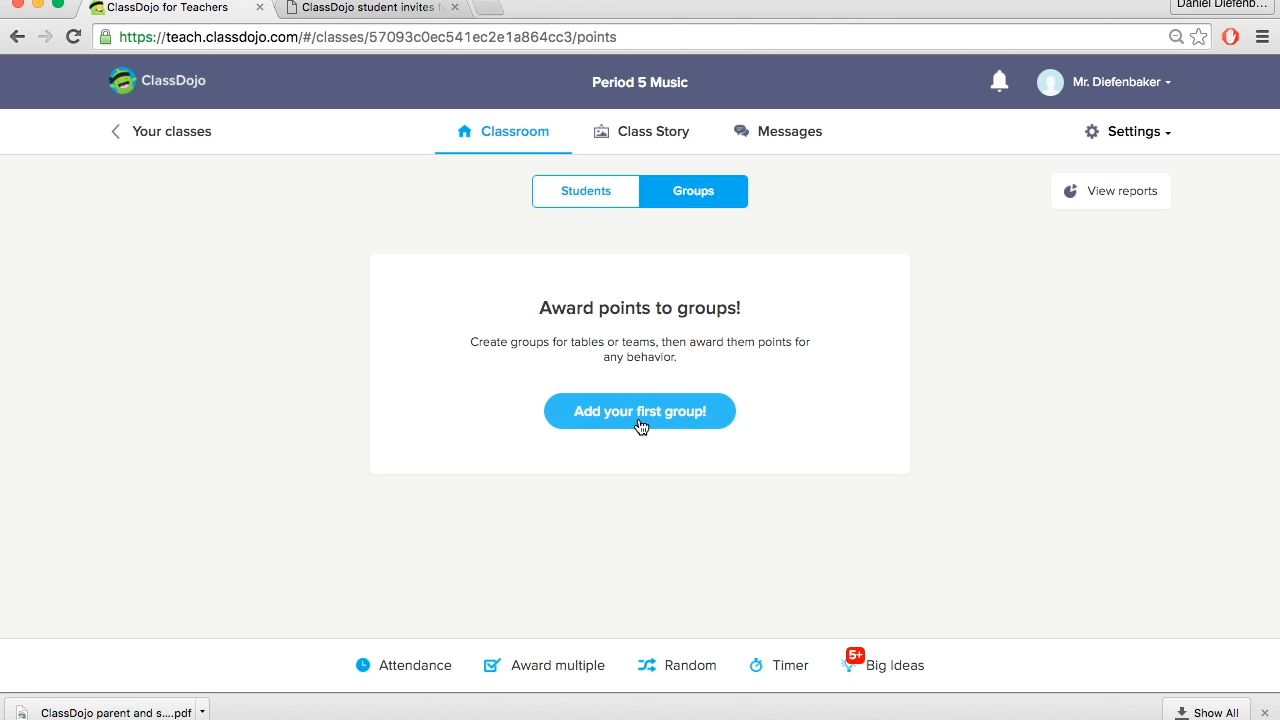 ClassDojo for Teachers
ClassDojo student invites f
Daniel Diefenb...
https://teach.classdojo.com/#/classes/57093c0ec541ec2e1a864cc3/points
ClassDojo
Period 5 Music
Mr. Diefenbaker
Your classes
Classroom
Class Story
Messages
Settings
Students
Groups
View reports
Award points to groups!
Create groups for tables or teams, then award them points for
any behavior.
Add your first group!
Attendance
Award multiple
Random
Timer
5+
Big Ideas
ClassDojo parent and s....pdf
Show All